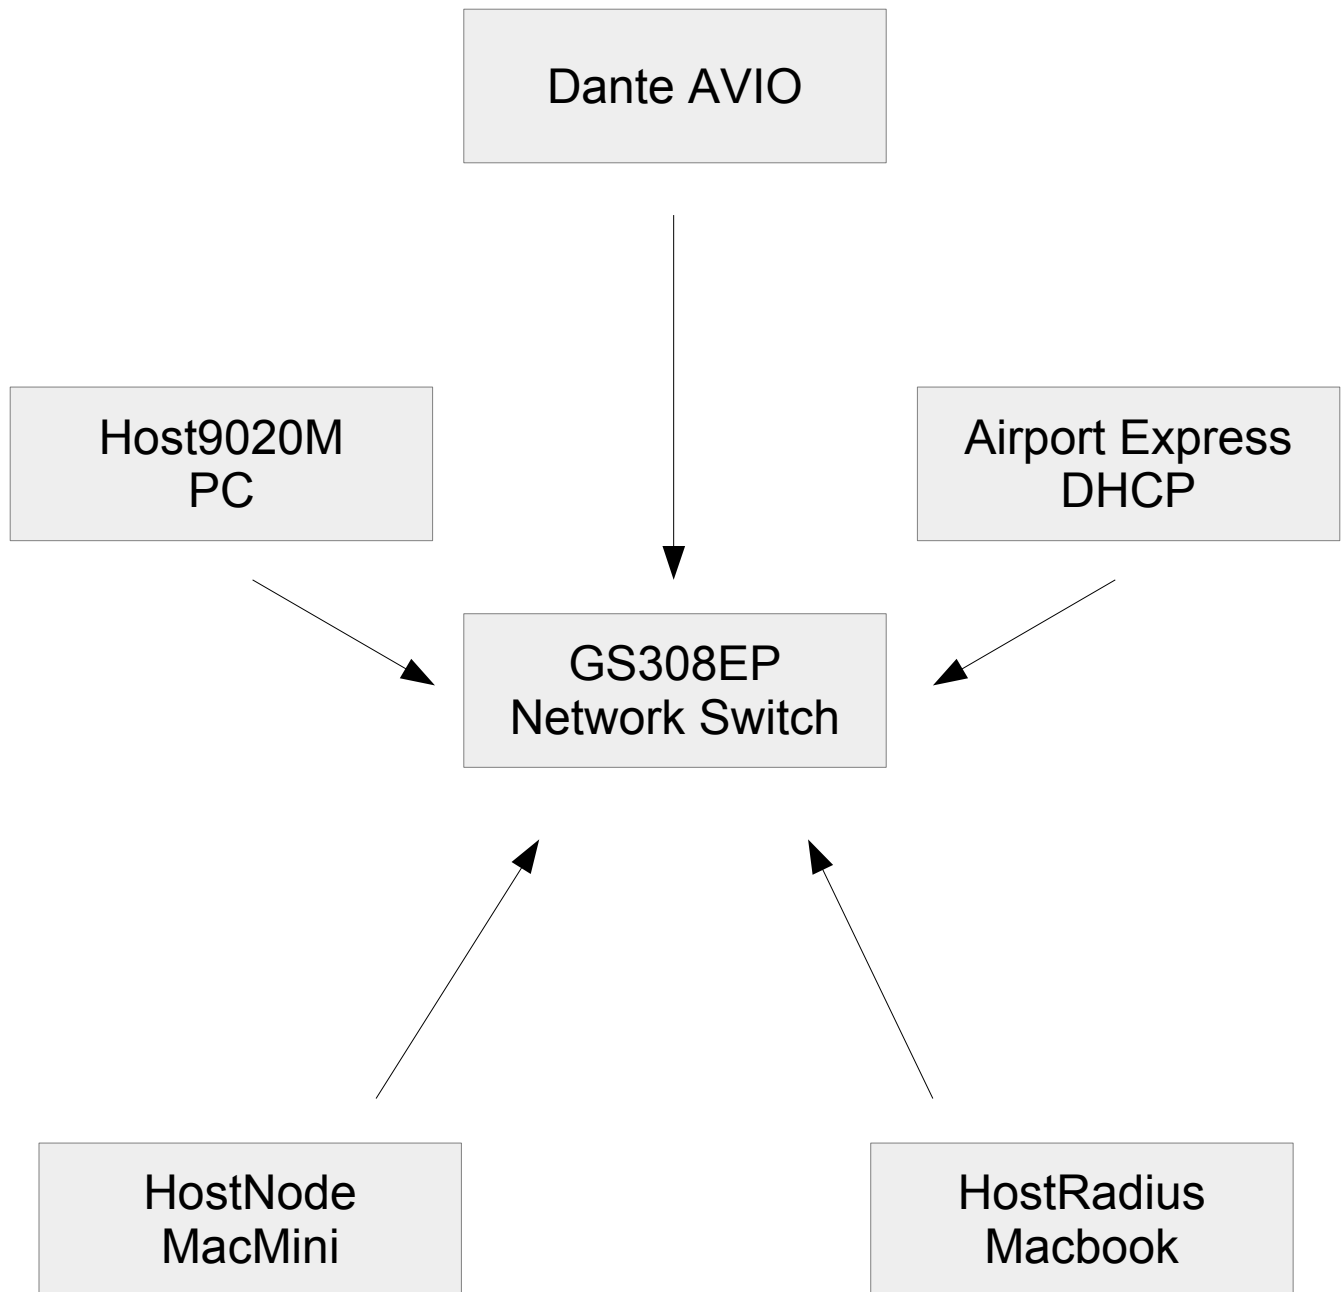 Dante AVIO
Host9020M
PC
Airport Express
DHCP
GS308EP
Network Switch
HostNode
MacMini
HostRadius
Macbook